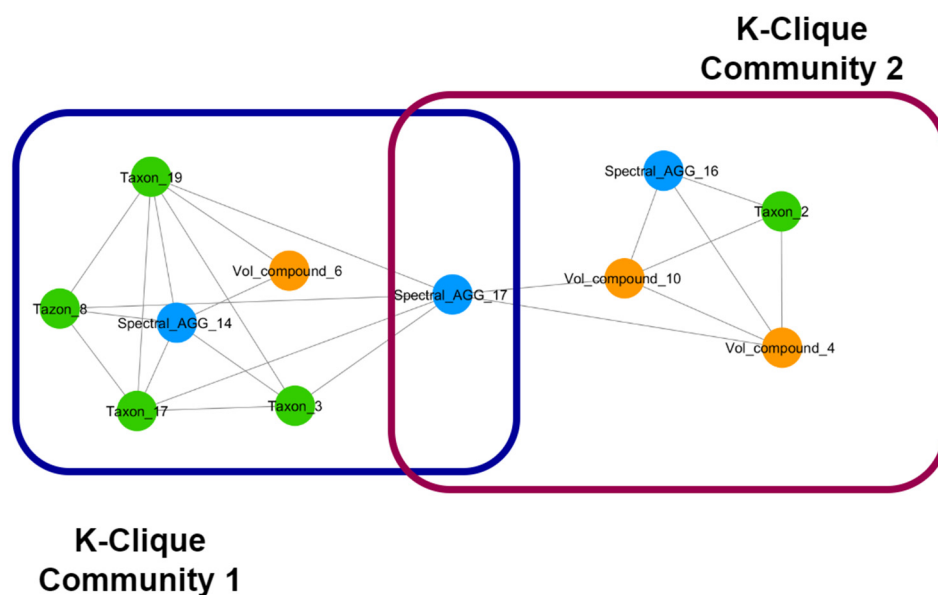 K-Clique
Community 2
Taxon_19
Spectral_AGG_16
Taxon_2
Vol_compound_6
Vol_compound_10
Tazon_8
Spectral_AGG_14
Spectral_AGG_17
Vol_compound_4
Taxon_17
Taxon_3
K-Clique
Community 1